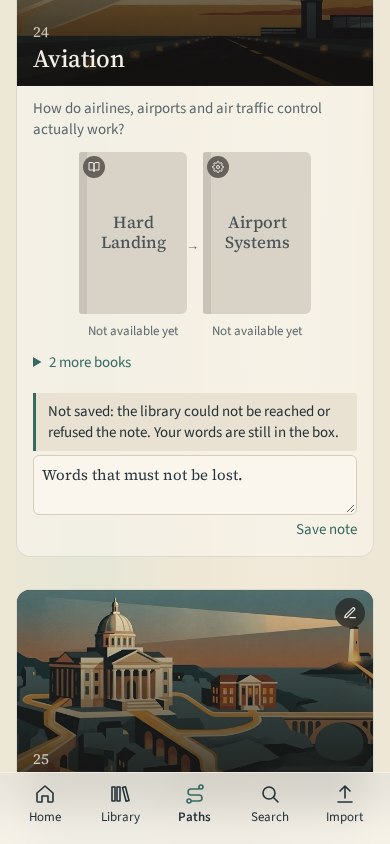 24
Aviation
How do airlines, airports and air traffic control
actually work?
Hard
Landing
→
Airport
Systems
Not available yet
Not available yet
2 more books
Not saved: the library could not be reached or
refused the note. Your words are still in the box.
Words that must not be lost.
Save note
25
Home
Library
Paths
Search
Import